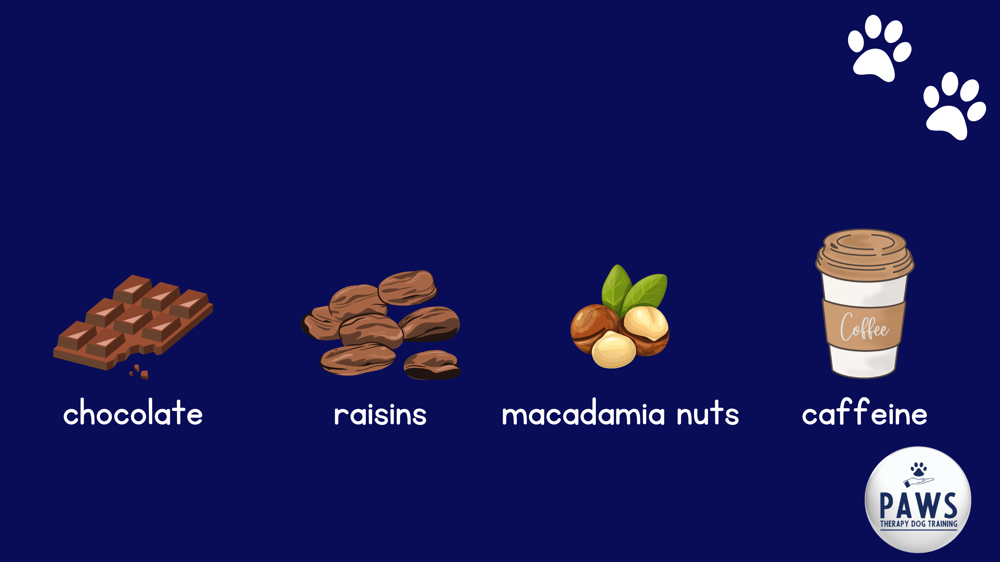 Coffee
chocolate
raisins
macadamia nuts
caffeine
PAWS
THERAPY DOG TRAINING